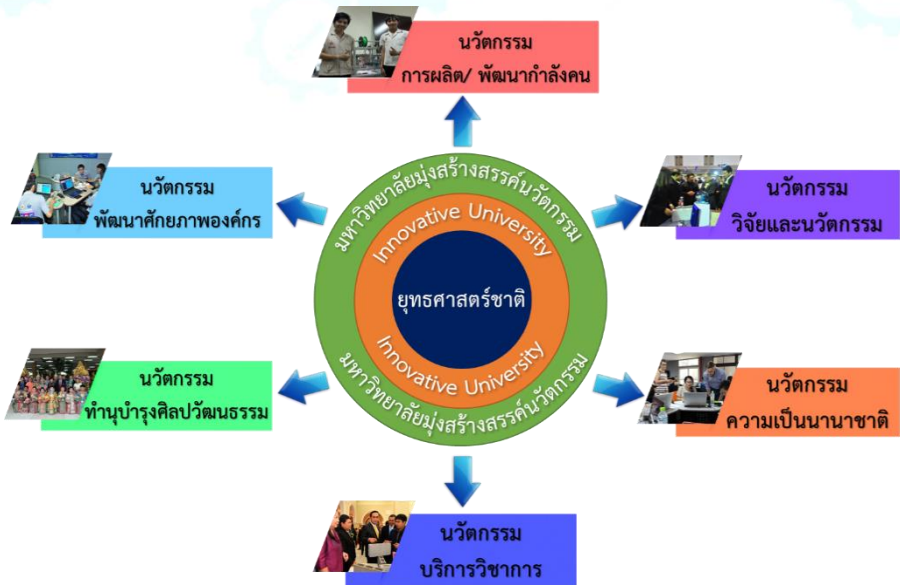 นวัตกรรม
การผลิต/ พัฒนากำลังคน
นวัตกรรม
พัฒนาศักยภาพองค์กร
นวัตกรรม
วิจัยและนวัตกรรม
มหาวิทยาลัยมุ่งสร้างสรรค์นวัตกรรม
Innovative University
ยุทธศาสตร์ชาติ
Innovative University
มหาวิทยาลัยมุ่งสร้างสรรค์นวัตกรรม
นวัตกรรม
ทำนุบำรุงศิลปวัฒนธรรม
นวัตกรรม
ความเป็นนานาชาติ
นวัตกรรม
บริการวิชาการ